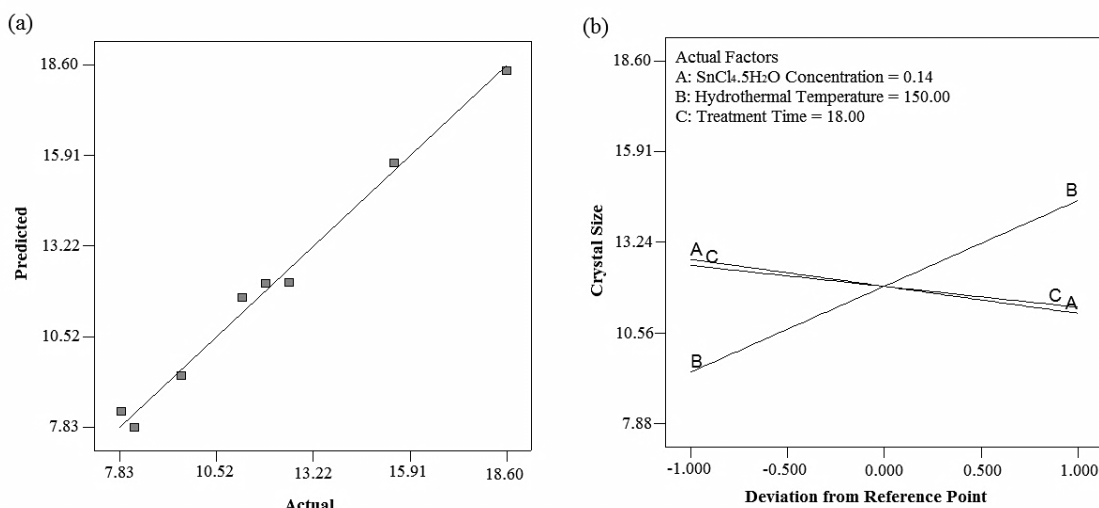 (a)
18.60
15.91
13.22
10.52
7.83
Predicted
7.83 10.52 13.22 15.91 18.60
Actual
(b)
Actual Factors
A: SnCl₄.5H₂O Concentration = 0.14
B: Hydrothermal Temperature = 150.00
C: Treatment Time = 18.00
18.60
15.91
13.24
10.56
7.88
Crystal Size
B
A C
C A
B
-1.000 -0.500 0.000 0.500 1.000
Deviation from Reference Point